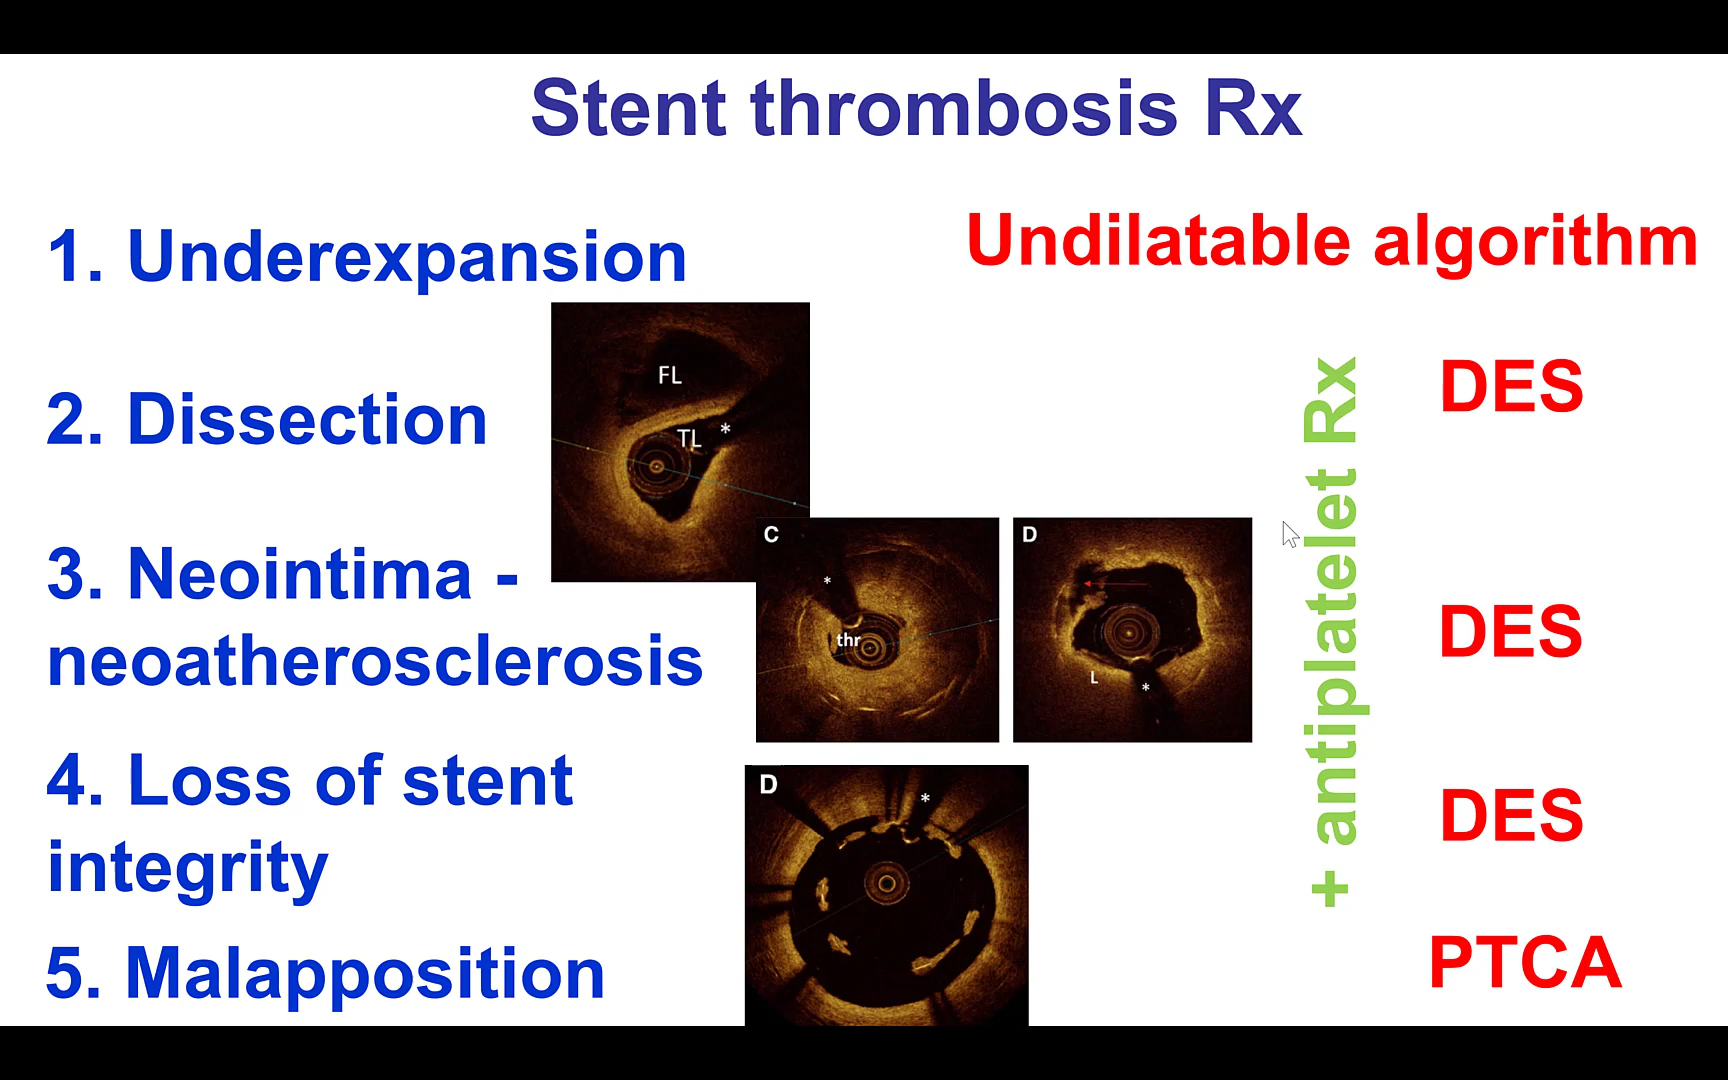 Stent thrombosis Rx
1. Underexpansion
Undilatable algorithm
2. Dissection
DES
FL
TL *
3. Neointima -
neoatherosclerosis
C
*
thr
D
L
*
DES
4. Loss of stent
integrity
D
*
DES
5. Malapposition
PTCA
+ antiplatelet Rx